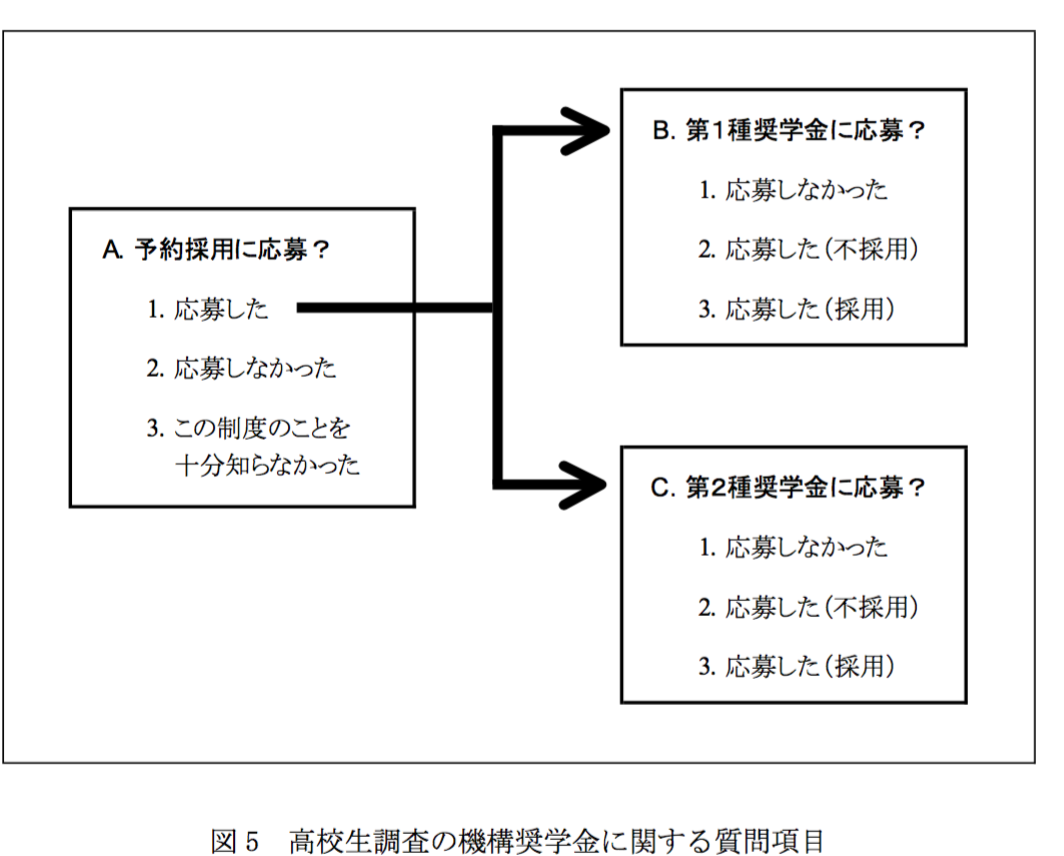 A. 予約採用に応募？
1. 応募した
2. 応募しなかった
3. この制度のことを
十分知らなかった
B. 第1種奨学金に応募？
1. 応募しなかった
2. 応募した（不採用）
3. 応募した（採用）
C. 第2種奨学金に応募？
1. 応募しなかった
2. 応募した（不採用）
3. 応募した（採用）
図 5　高校生調査の機構奨学金に関する質問項目